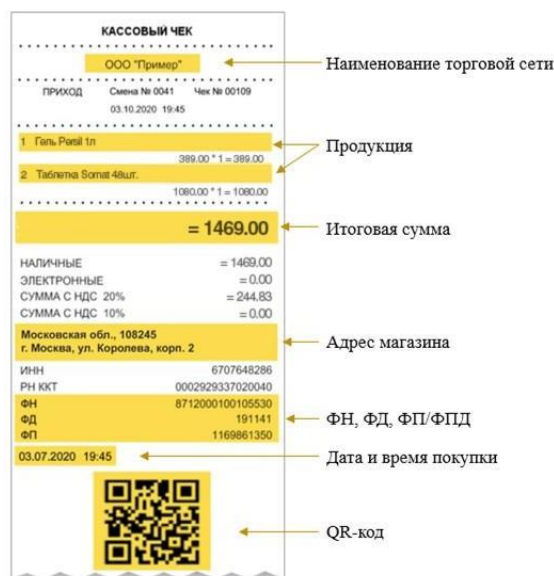 КАССОВЫЙ ЧЕК
ООО "Пример"
Наименование торговой сети
ПРИХОД Смена № 0041 Чек № 00109
03.10.2020 19:45
1 Гель Persil 1л
Продукция
389.00 * 1 = 389.00
2 Таблетка Somat 48шт.
1080.00 * 1 = 1080.00
= 1469.00
Итоговая сумма
НАЛИЧНЫЕ = 1469.00
ЭЛЕКТРОННЫЕ = 0.00
СУММА С НДС 20% = 244.83
СУММА С НДС 10% = 0.00
Московская обл., 108245
г. Москва, ул. Королева, корп. 2
Адрес магазина
ИНН 6707648286
РН ККТ 0002929337020040
ФН 8712000100105530
ФД 191141
ФН, ФД, ФП/ФПД
ФП 1169861350
03.07.2020 19:45
Дата и время покупки
QR-код